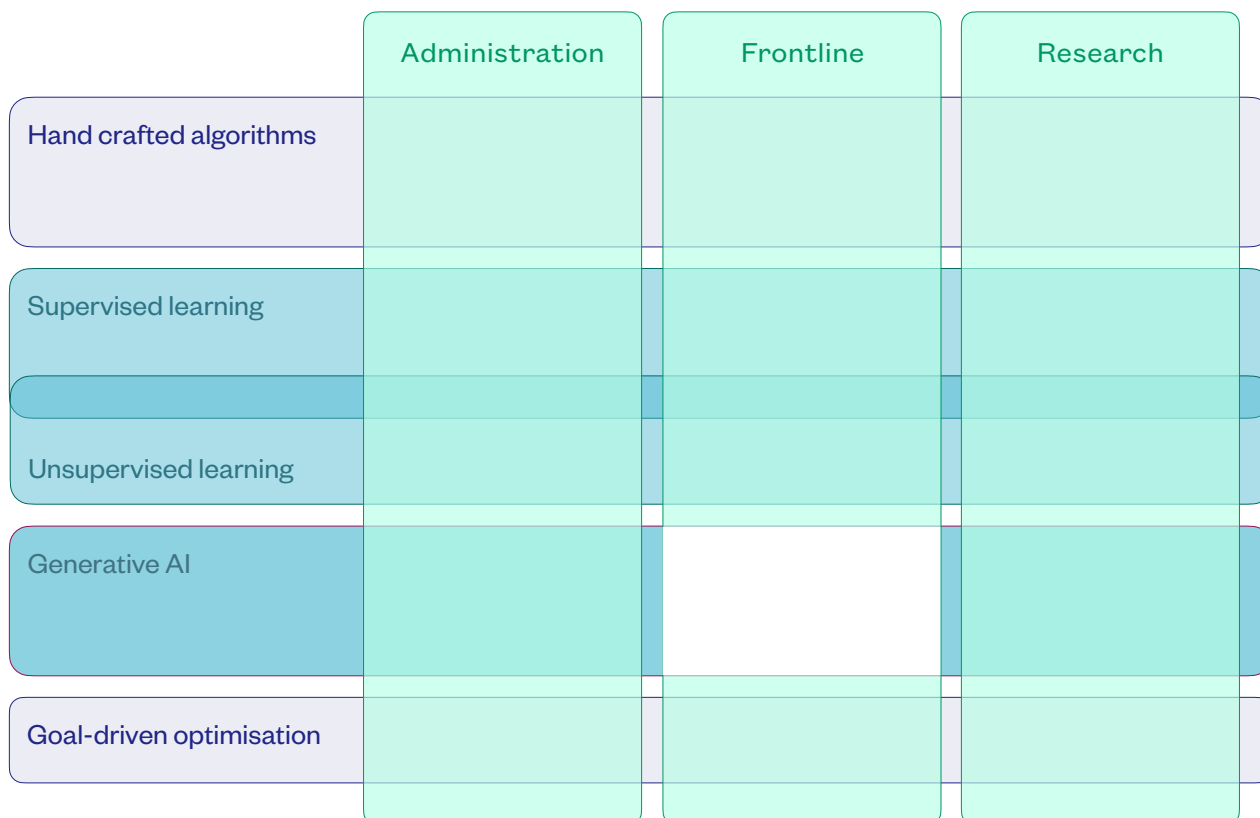 Administration Frontline Research
Hand crafted algorithms
Supervised learning
Unsupervised learning
Generative AI
Goal-driven optimisation